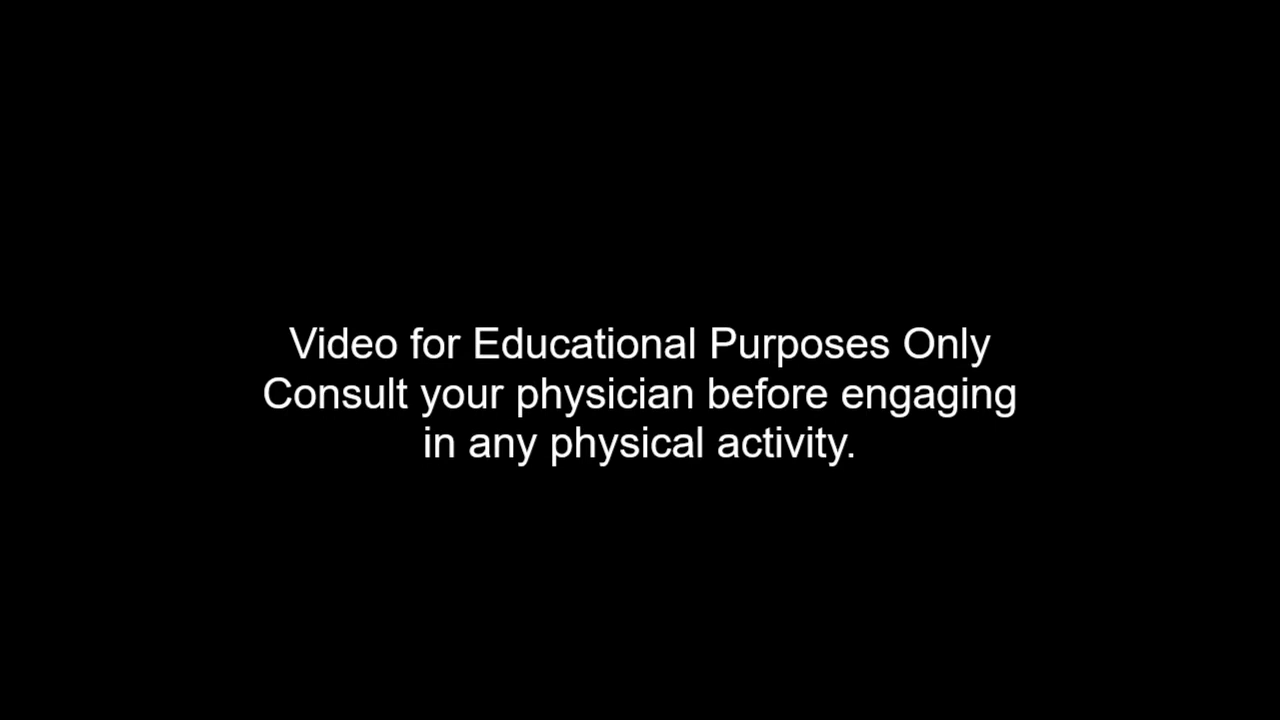 Video for Educational Purposes Only
Consult your physician before engaging
in any physical activity.